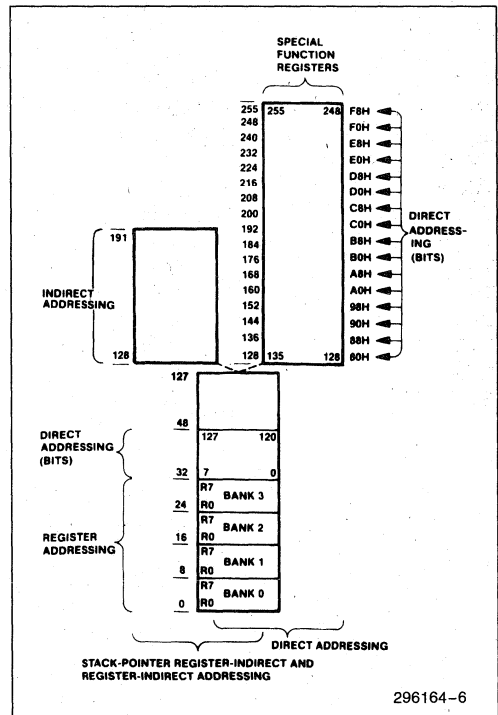 SPECIAL
FUNCTION
REGISTERS
255 255 248 F8H
248 F0H
240 E8H
232 E0H
224 D8H
216 D0H
208 C8H
200 C0H
192 B8H
184 B0H
176 A8H
168 A0H
160 98H
152 90H
144 88H
136 80H
128 135 128
DIRECT
ADDRESS-
ING
(BITS)
191
INDIRECT
ADDRESSING
128
127
48
DIRECT
ADDRESSING
(BITS)
127 120
32 7 0
REGISTER
ADDRESSING
R7
BANK 3
24 R0
R7
BANK 2
16 R0
R7
BANK 1
8 R0
R7
BANK 0
0 R0
DIRECT ADDRESSING
STACK-POINTER REGISTER-INDIRECT AND
REGISTER-INDIRECT ADDRESSING
296164-6